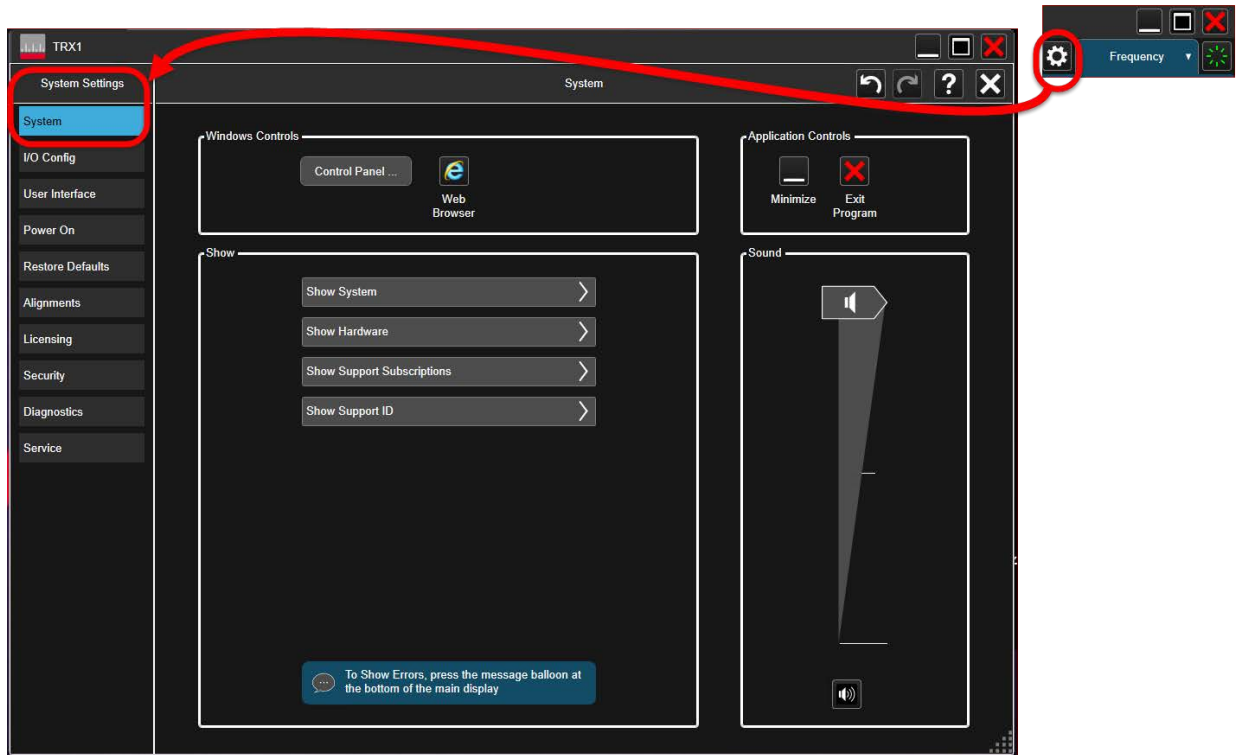 TRX1
Frequency
System Settings
System
?
System
I/O Config
User Interface
Power On
Restore Defaults
Alignments
Licensing
Security
Diagnostics
Service
Windows Controls
Control Panel ...
Web
Browser
Application Controls
Minimize
Exit
Program
Show
Show System
Show Hardware
Show Support Subscriptions
Show Support ID
To Show Errors, press the message balloon at
the bottom of the main display
Sound